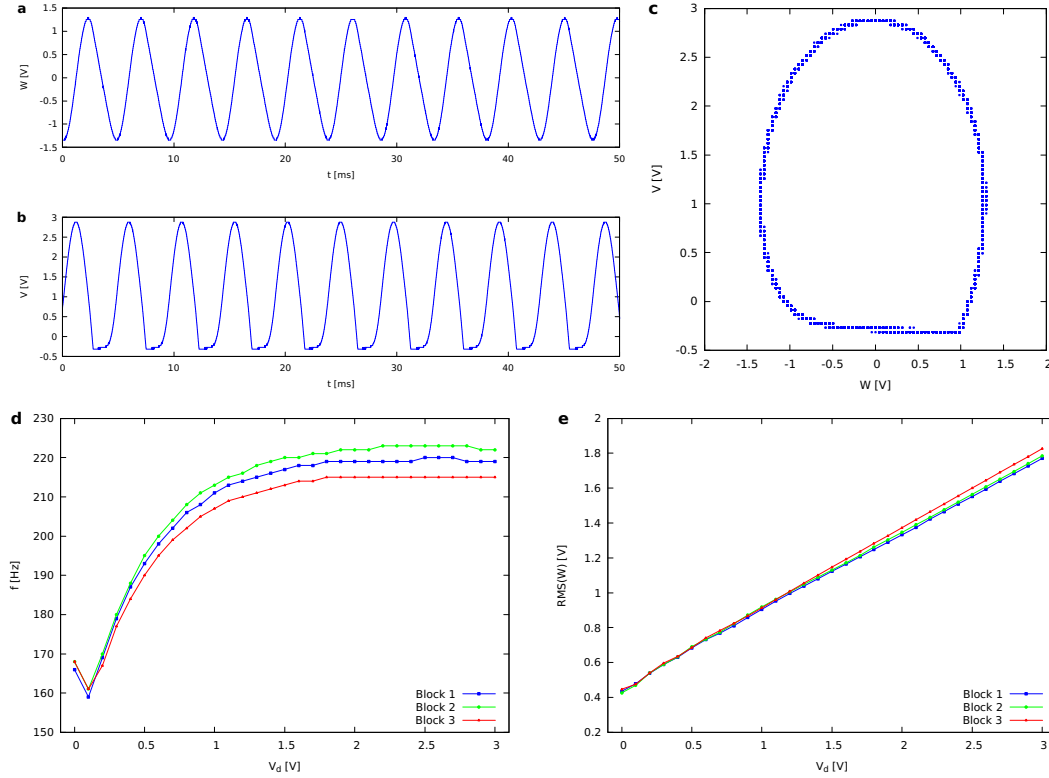 a
W [V]
1.5
1
0.5
0
-0.5
-1
-1.5
0 10 20 30 40 50
t [ms]
b
V [V]
3
2.5
2
1.5
1
0.5
0
-0.5
0 10 20 30 40 50
t [ms]
c
V [V]
3
2.5
2
1.5
1
0.5
0
-0.5
-2 -1.5 -1 -0.5 0 0.5 1 1.5 2
W [V]
d
f [Hz]
230
220
210
200
190
180
170
160
150
0 0.5 1 1.5 2 2.5 3
V_d [V]
Block 1
Block 2
Block 3
e
RMS(W) [V]
2
1.8
1.6
1.4
1.2
1
0.8
0.6
0.4
0.2
0 0.5 1 1.5 2 2.5 3
V_d [V]
Block 1
Block 2
Block 3